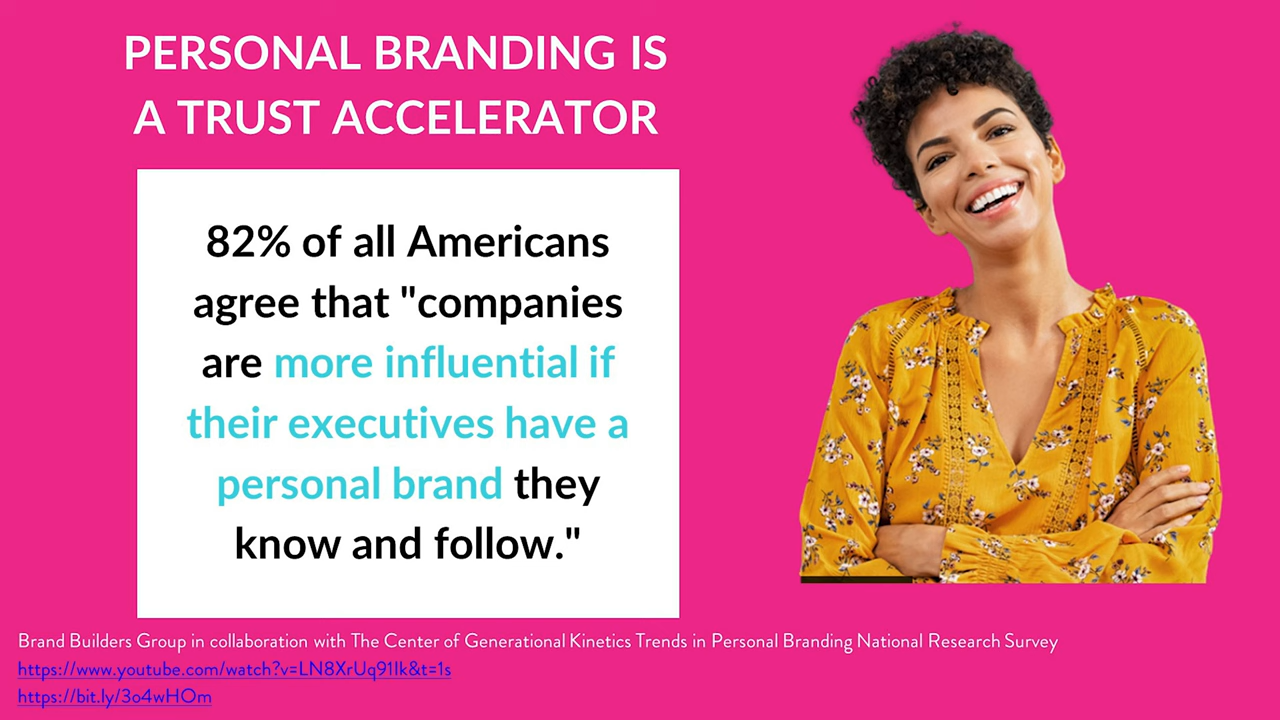 PERSONAL BRANDING IS
A TRUST ACCELERATOR
82% of all Americans
agree that "companies
are more influential if
their executives have a
personal brand they
know and follow."
Brand Builders Group in collaboration with The Center of Generational Kinetics Trends in Personal Branding National Research Survey
https://www.youtube.com/watch?v=LN8XrUq91Ik&t=1s
https://bit.ly/3o4wHOm